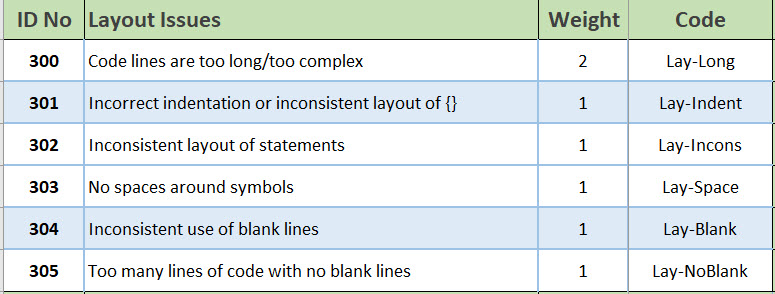 ID No Layout Issues Weight Code
300 Code lines are too long/too complex 2 Lay-Long
301 Incorrect indentation or inconsistent layout of {} 1 Lay-Indent
302 Inconsistent layout of statements 1 Lay-Incons
303 No spaces around symbols 1 Lay-Space
304 Inconsistent use of blank lines 1 Lay-Blank
305 Too many lines of code with no blank lines 1 Lay-NoBlank